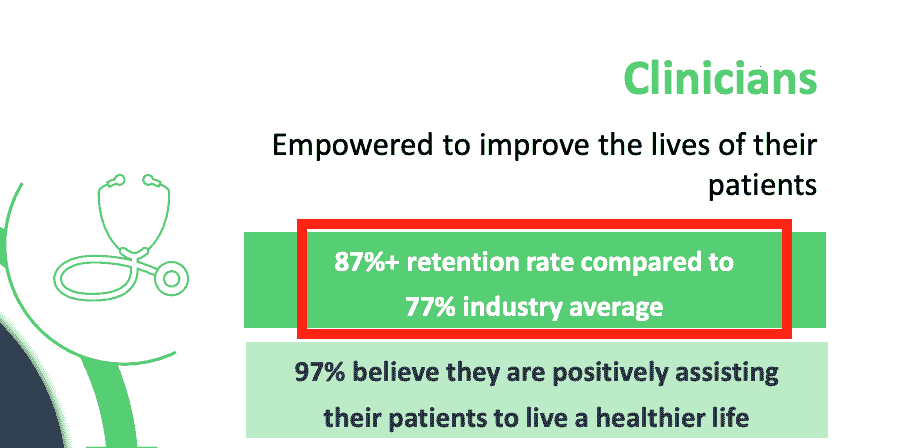 Clinicians
Empowered to improve the lives of their
patients
87%+ retention rate compared to
77% industry average
97% believe they are positively assisting
their patients to live a healthier life